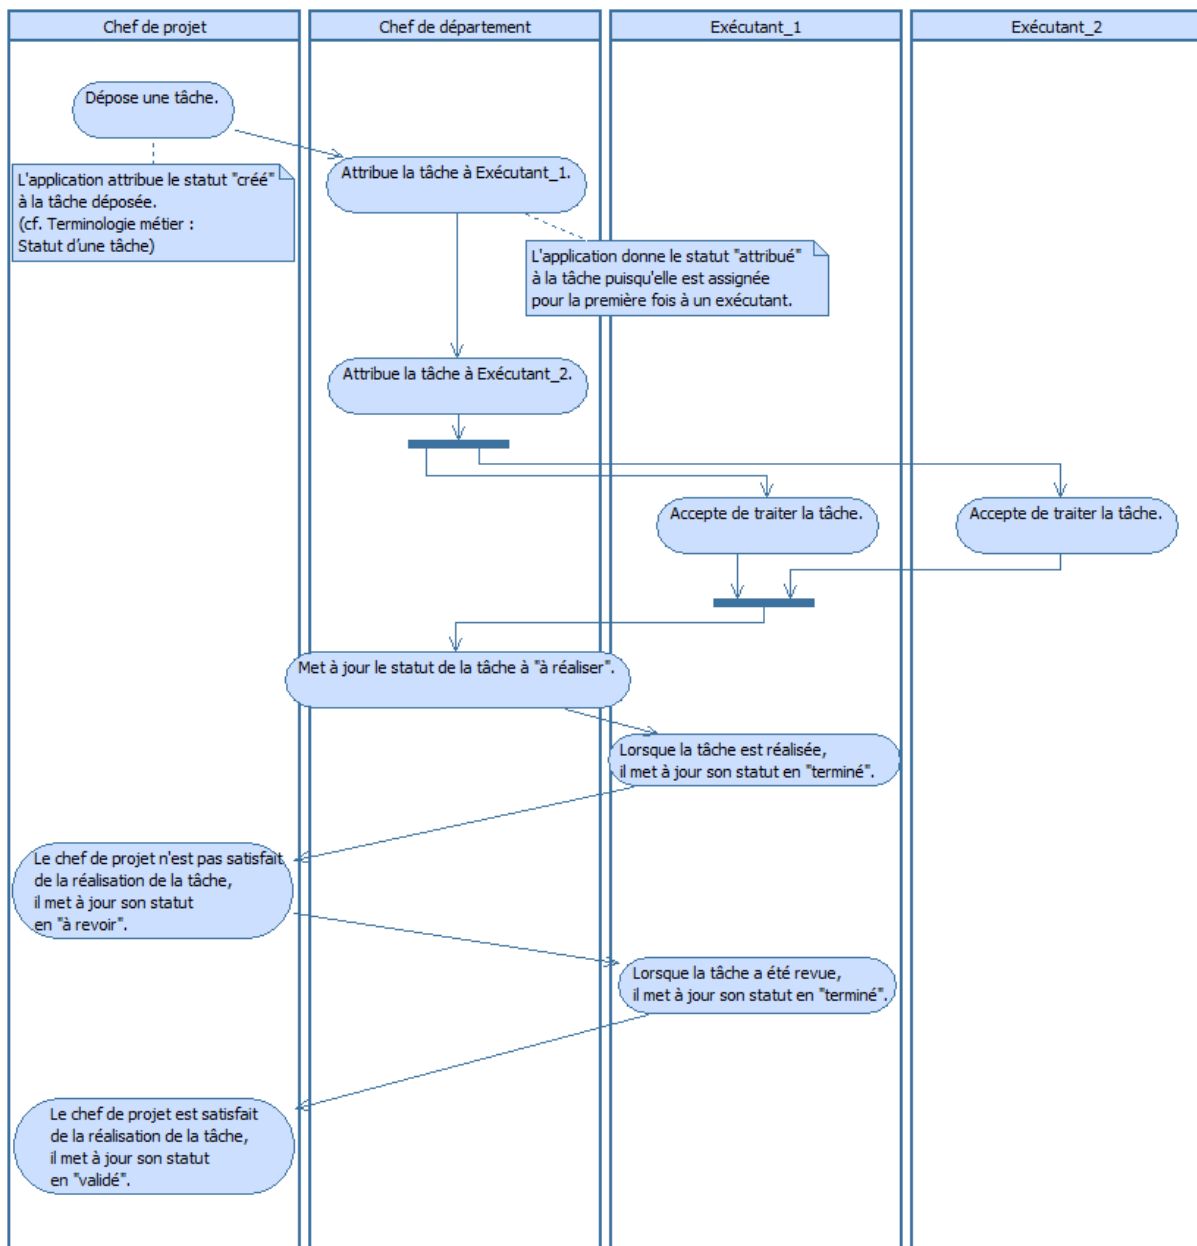 Chef de projet
Chef de département
Exécutant_1
Exécutant_2
Dépose une tâche.
L'application attribue le statut "créé"
à la tâche déposée.
(cf. Terminologie métier :
Statut d’une tâche)
Attribue la tâche à Exécutant_1.
L'application donne le statut "attribué"
à la tâche puisqu'elle est assignée
pour la première fois à un exécutant.
Attribue la tâche à Exécutant_2.
Accepte de traiter la tâche.
Accepte de traiter la tâche.
Met à jour le statut de la tâche à "à réaliser".
Lorsque la tâche est réalisée,
il met à jour son statut en "terminé".
Le chef de projet n'est pas satisfait
de la réalisation de la tâche,
il met à jour son statut
en "à revoir".
Lorsque la tâche a été revue,
il met à jour son statut en "terminé".
Le chef de projet est satisfait
de la réalisation de la tâche,
il met à jour son statut
en "validé".